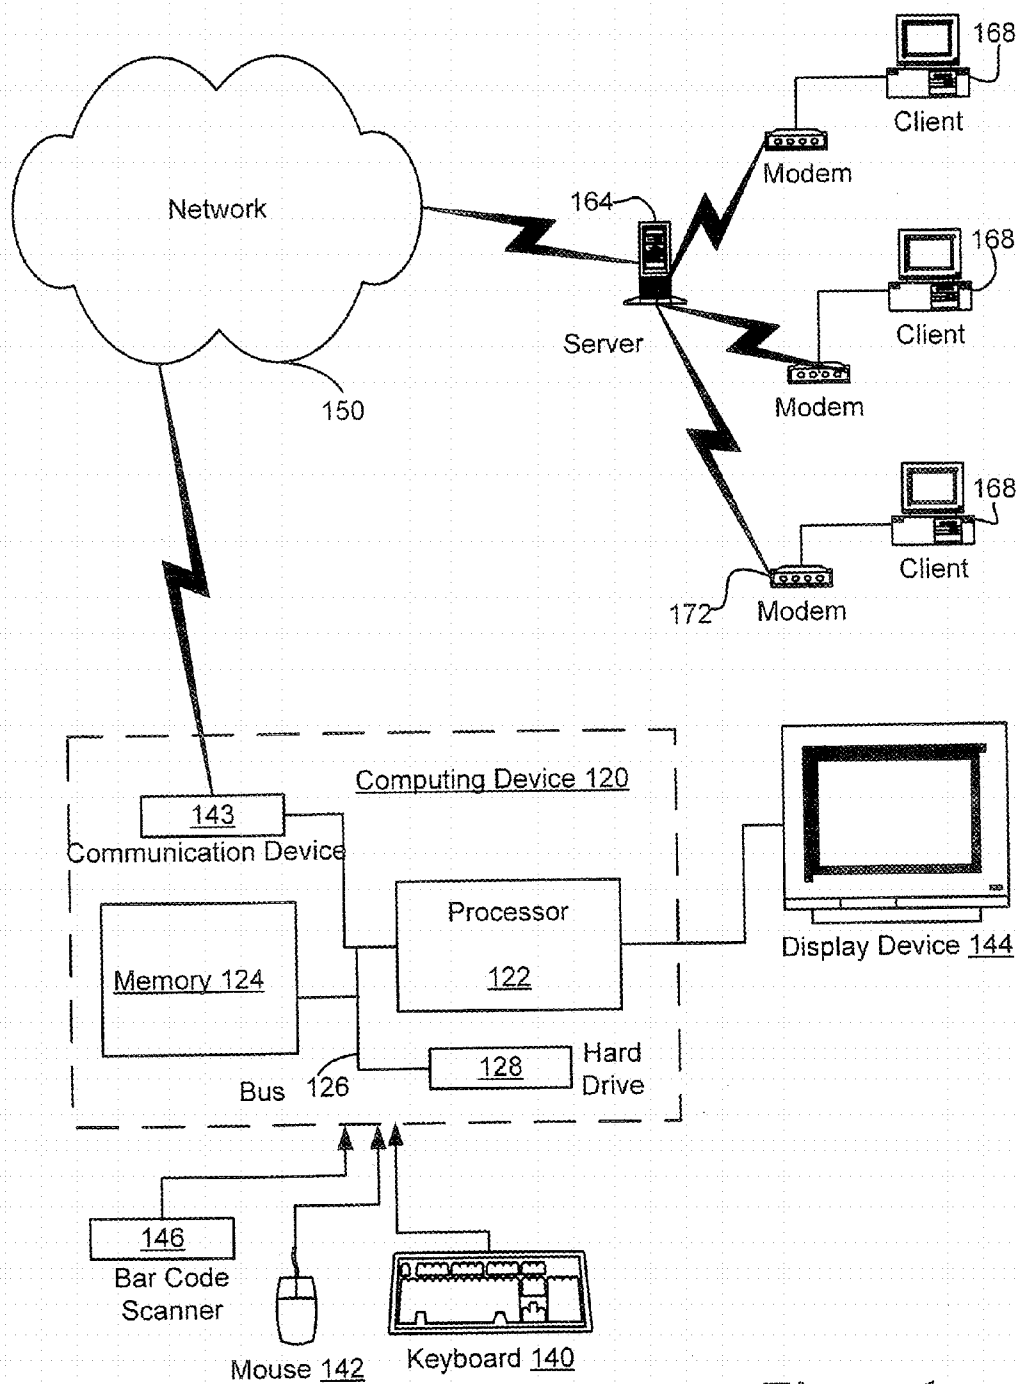 168
Client
Modem
Network
164
168
Client
Server
Modem
150
168
Client
172
Modem
Computing Device 120
143
Communication Device
Processor
122
Memory 124
Display Device 144
128
Hard
Drive
Bus
126
146
Bar Code
Scanner
Mouse 142
Keyboard 140